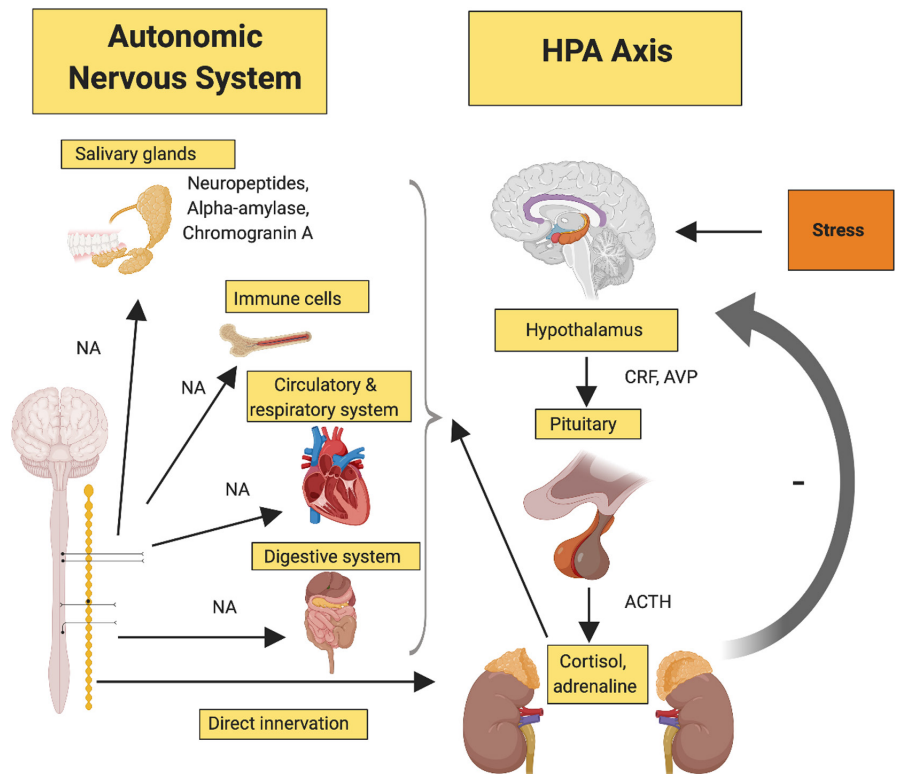 Autonomic
Nervous System
HPA Axis
Salivary glands
Neuropeptides,
Alpha-amylase,
Chromogranin A
Stress
Immune cells
NA
Hypothalamus
NA
Circulatory &
respiratory system
CRF, AVP
Pituitary
NA
-
Digestive system
NA
ACTH
Cortisol,
adrenaline
Direct innervation